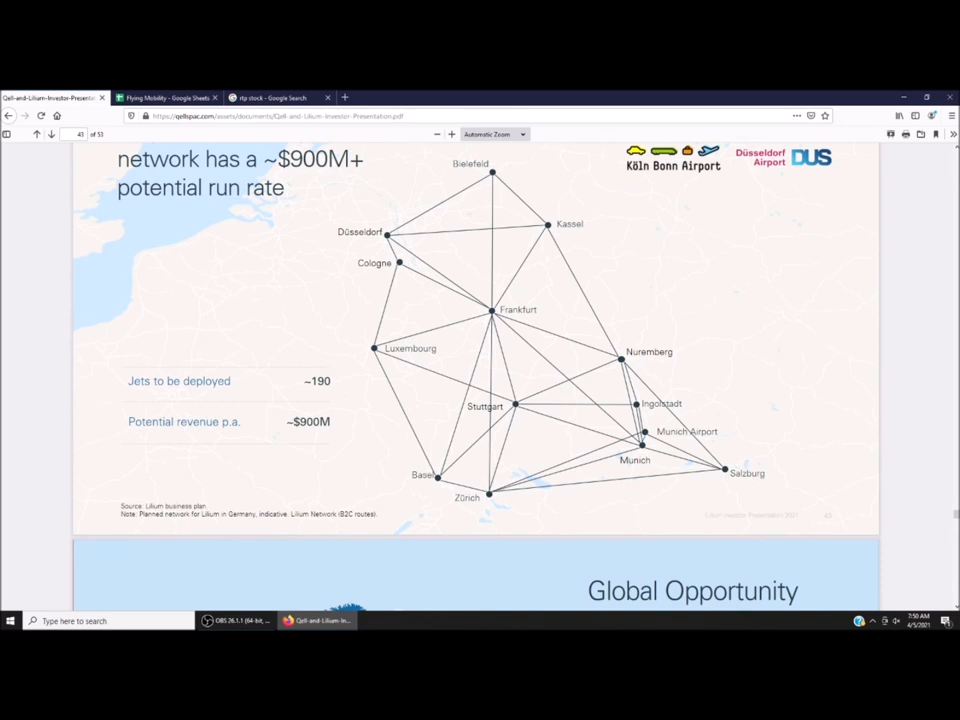 Qell-and-Lilium-Investor-Presentat
Flying Mobility - Google Sheets
rtp stock - Google Search
https://qellspac.com/assets/documents/Qell-and-Lilium-Investor-Presentation.pdf
43 of 51
Automatic Zoom
network has a ~$900M+
potential run rate
Köln Bonn Airport
Düsseldorf
Airport
DUS
Bielefeld
Kassel
Düsseldorf
Cologne
Frankfurt
Luxembourg
Nuremberg
Jets to be deployed ~190
Stuttgart
Ingolstadt
Potential revenue p.a. ~$900M
Munich Airport
Munich
Basel
Salzburg
Zürich
Source: Lilium business plan.
Note: Planned network for Lilium in Germany, indicative. Lilium Network (B2C routes).
Lilium Investor Presentation 2021 43
Global Opportunity
Type here to search
OBS 26.1.1 (64-bit, ...
Qell-and-Lilium-In...
7:50 AM
4/5/2021